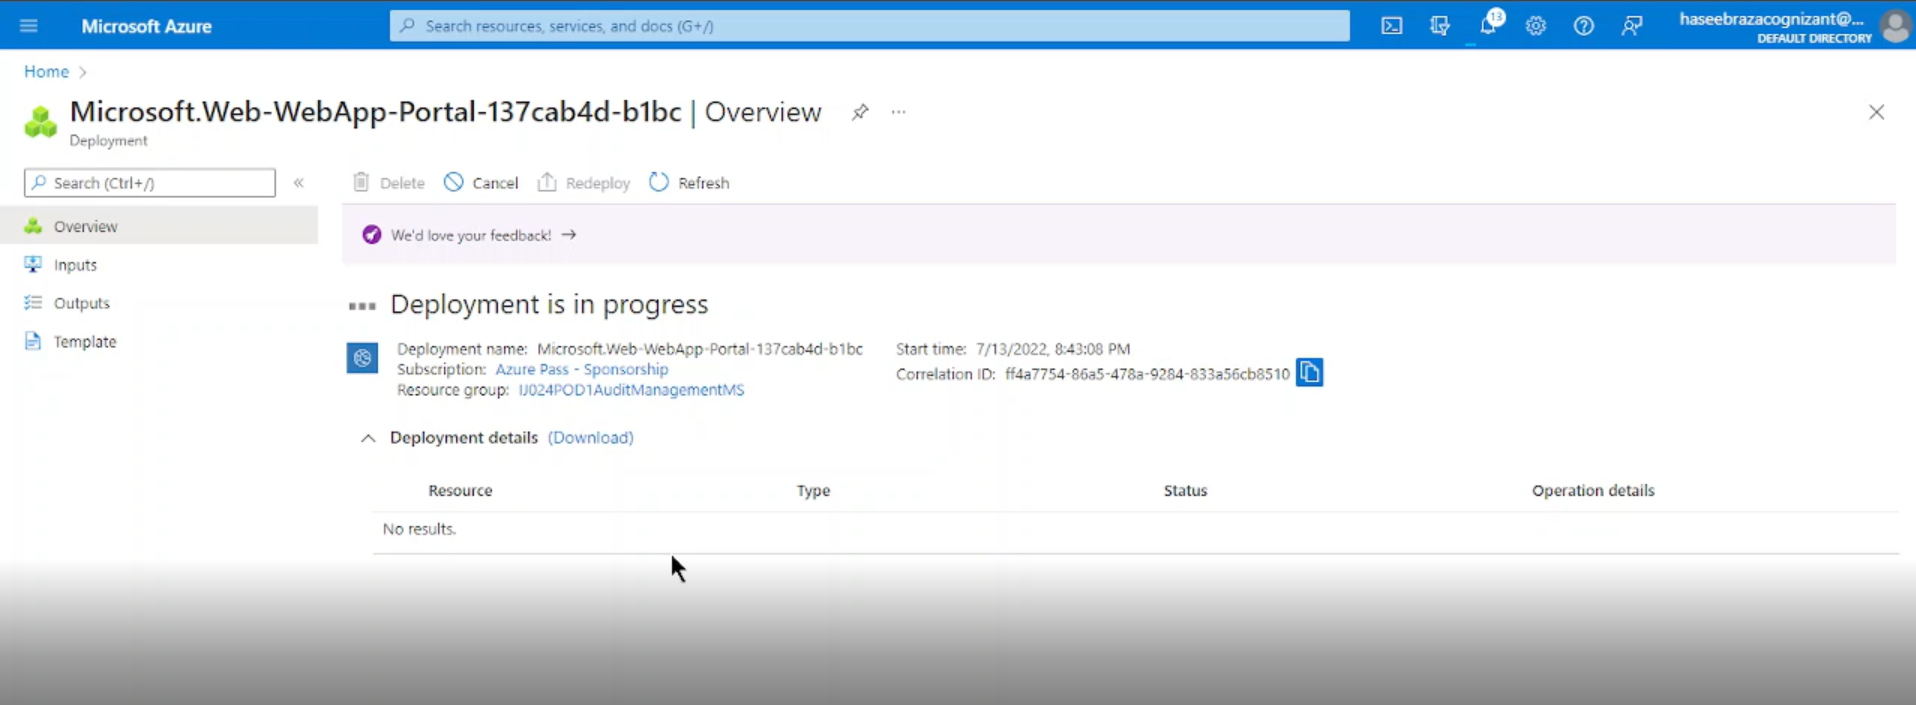 Microsoft Azure
Search resources, services, and docs (G+/)
13
haseebrazacognizant@...
DEFAULT DIRECTORY
Home >
Microsoft.Web-WebApp-Portal-137cab4d-b1bc | Overview
Deployment
Search (Ctrl+/)
Delete
Cancel
Redeploy
Refresh
Overview
Inputs
Outputs
Template
We'd love your feedback! →
Deployment is in progress
Deployment name: Microsoft.Web-WebApp-Portal-137cab4d-b1bc
Subscription: Azure Pass - Sponsorship
Resource group: IJ024POD1AuditManagementMS
Start time: 7/13/2022, 8:43:08 PM
Correlation ID: ff4a7754-86a5-478a-9284-833a56cb8510
Deployment details (Download)
Resource Type Status Operation details
No results.